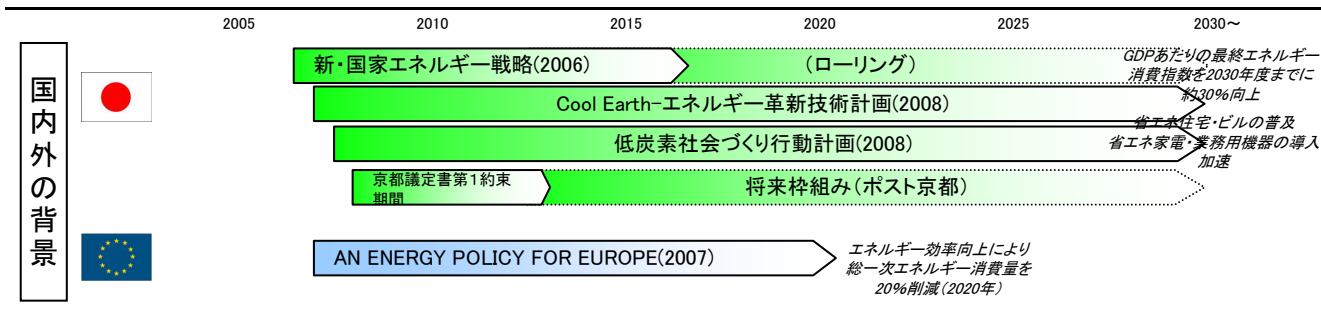 2005 2010 2015 2020 2025 2030～
国内外の背景
新・国家エネルギー戦略(2006)
(ローリング)
GDPあたりの最終エネルギー
消費指数を2030年度までに
約30%向上
Cool Earth-エネルギー革新技術計画(2008)
低炭素社会づくり行動計画(2008)
省エネ住宅・ビルの普及
省エネ家電・業務用機器の導入
加速
京都議定書第1約束
期間
将来枠組み(ポスト京都)
AN ENERGY POLICY FOR EUROPE(2007)
エネルギー効率向上により
総一次エネルギー消費量を
20%削減(2020年)